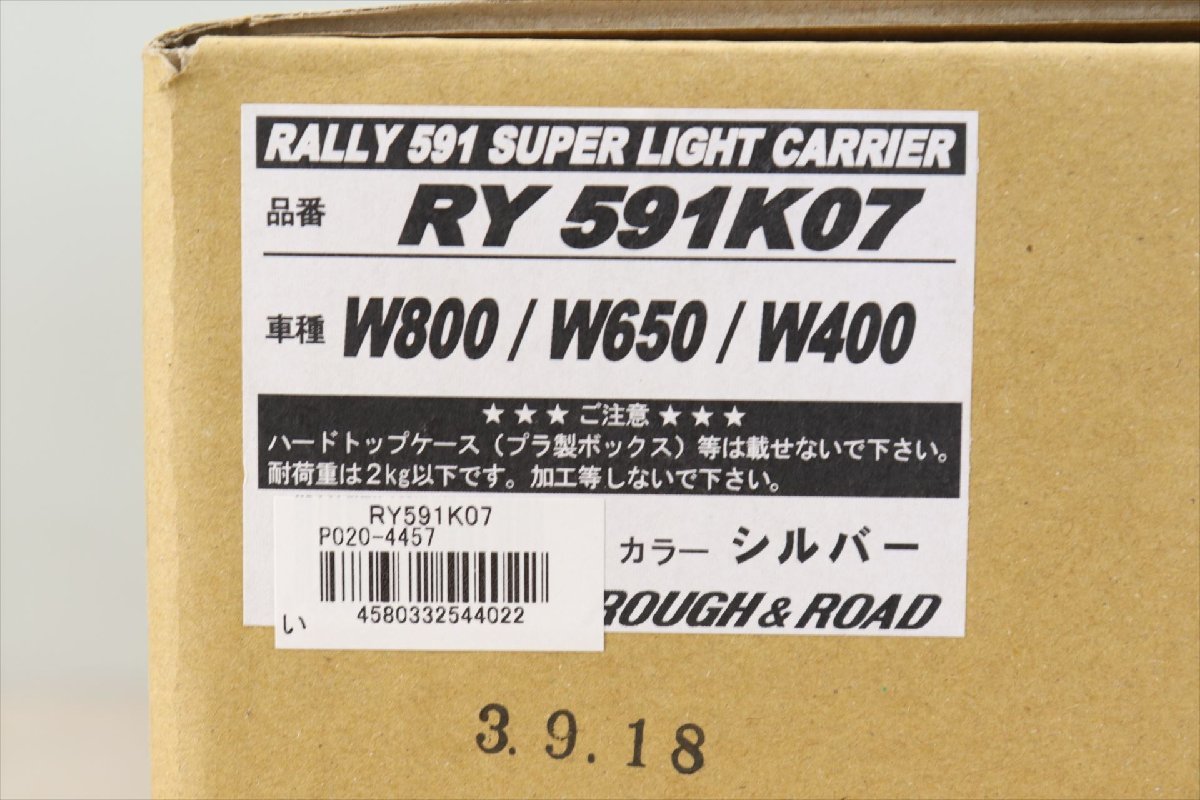 RALLY 591 SUPER LIGHT CARRIER
品番 RY 591K07
車種 W800 / W650 / W400
★ ★ ★ ご注意 ★ ★ ★
ハードトップケース（プラ製ボックス）等は載せないで下さい。
耐荷重は2kg以下です。加工等しないで下さい。
カラー シルバー
ROUGH & ROAD
RY591K07
P020-4457
4580332544022
い
3.9.18